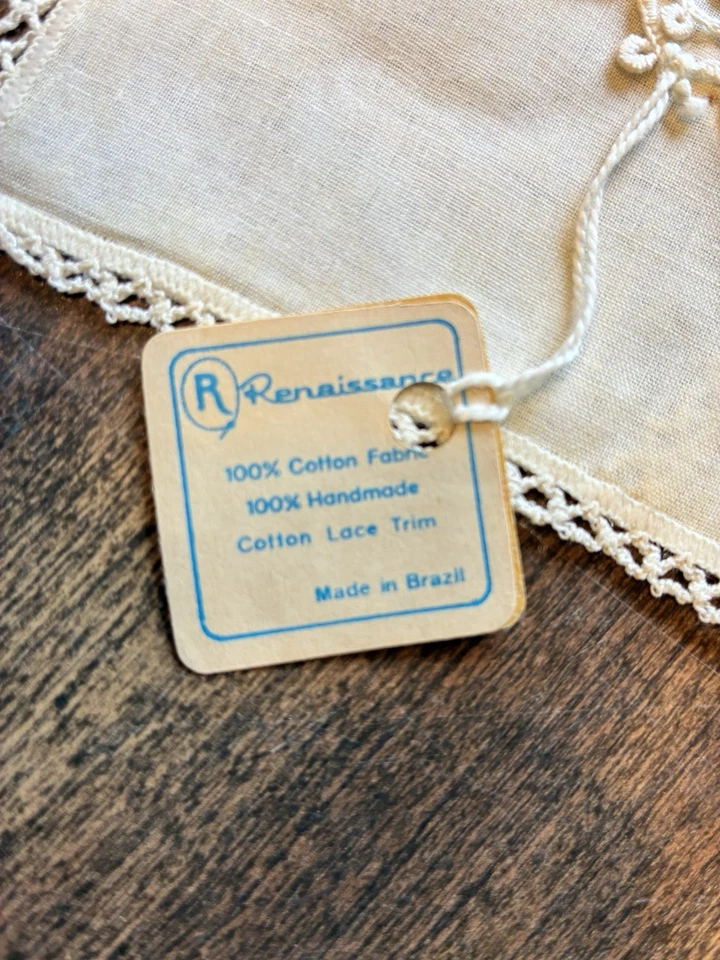 R Renaissance
100% Cotton Fabric
100% Handmade
Cotton Lace Trim
Made in Brazil